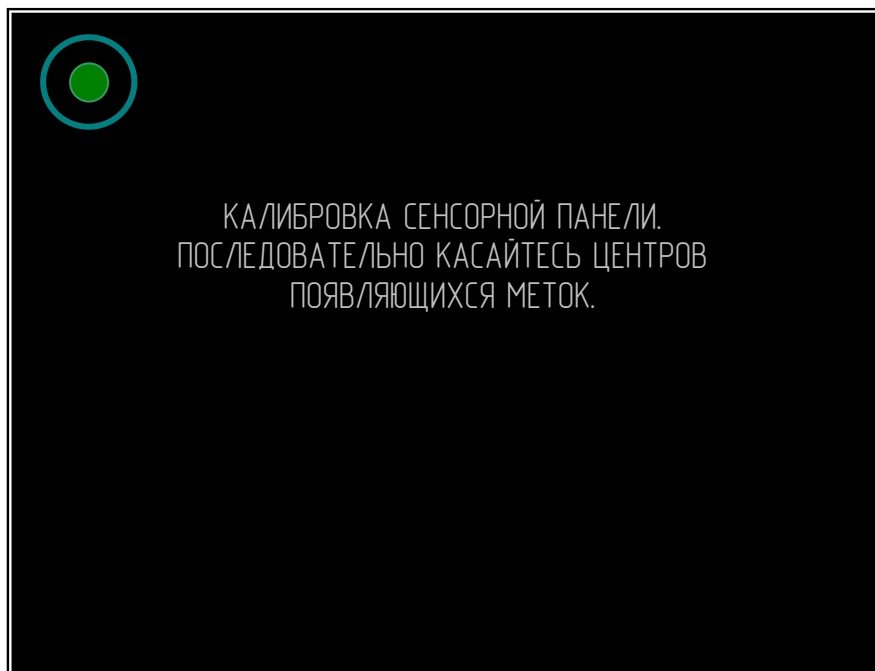 КАЛИБРОВКА СЕНСОРНОЙ ПАНЕЛИ.
ПОСЛЕДОВАТЕЛЬНО КАСАЙТЕСЬ ЦЕНТРОВ
ПОЯВЛЯЮЩИХСЯ МЕТОК.